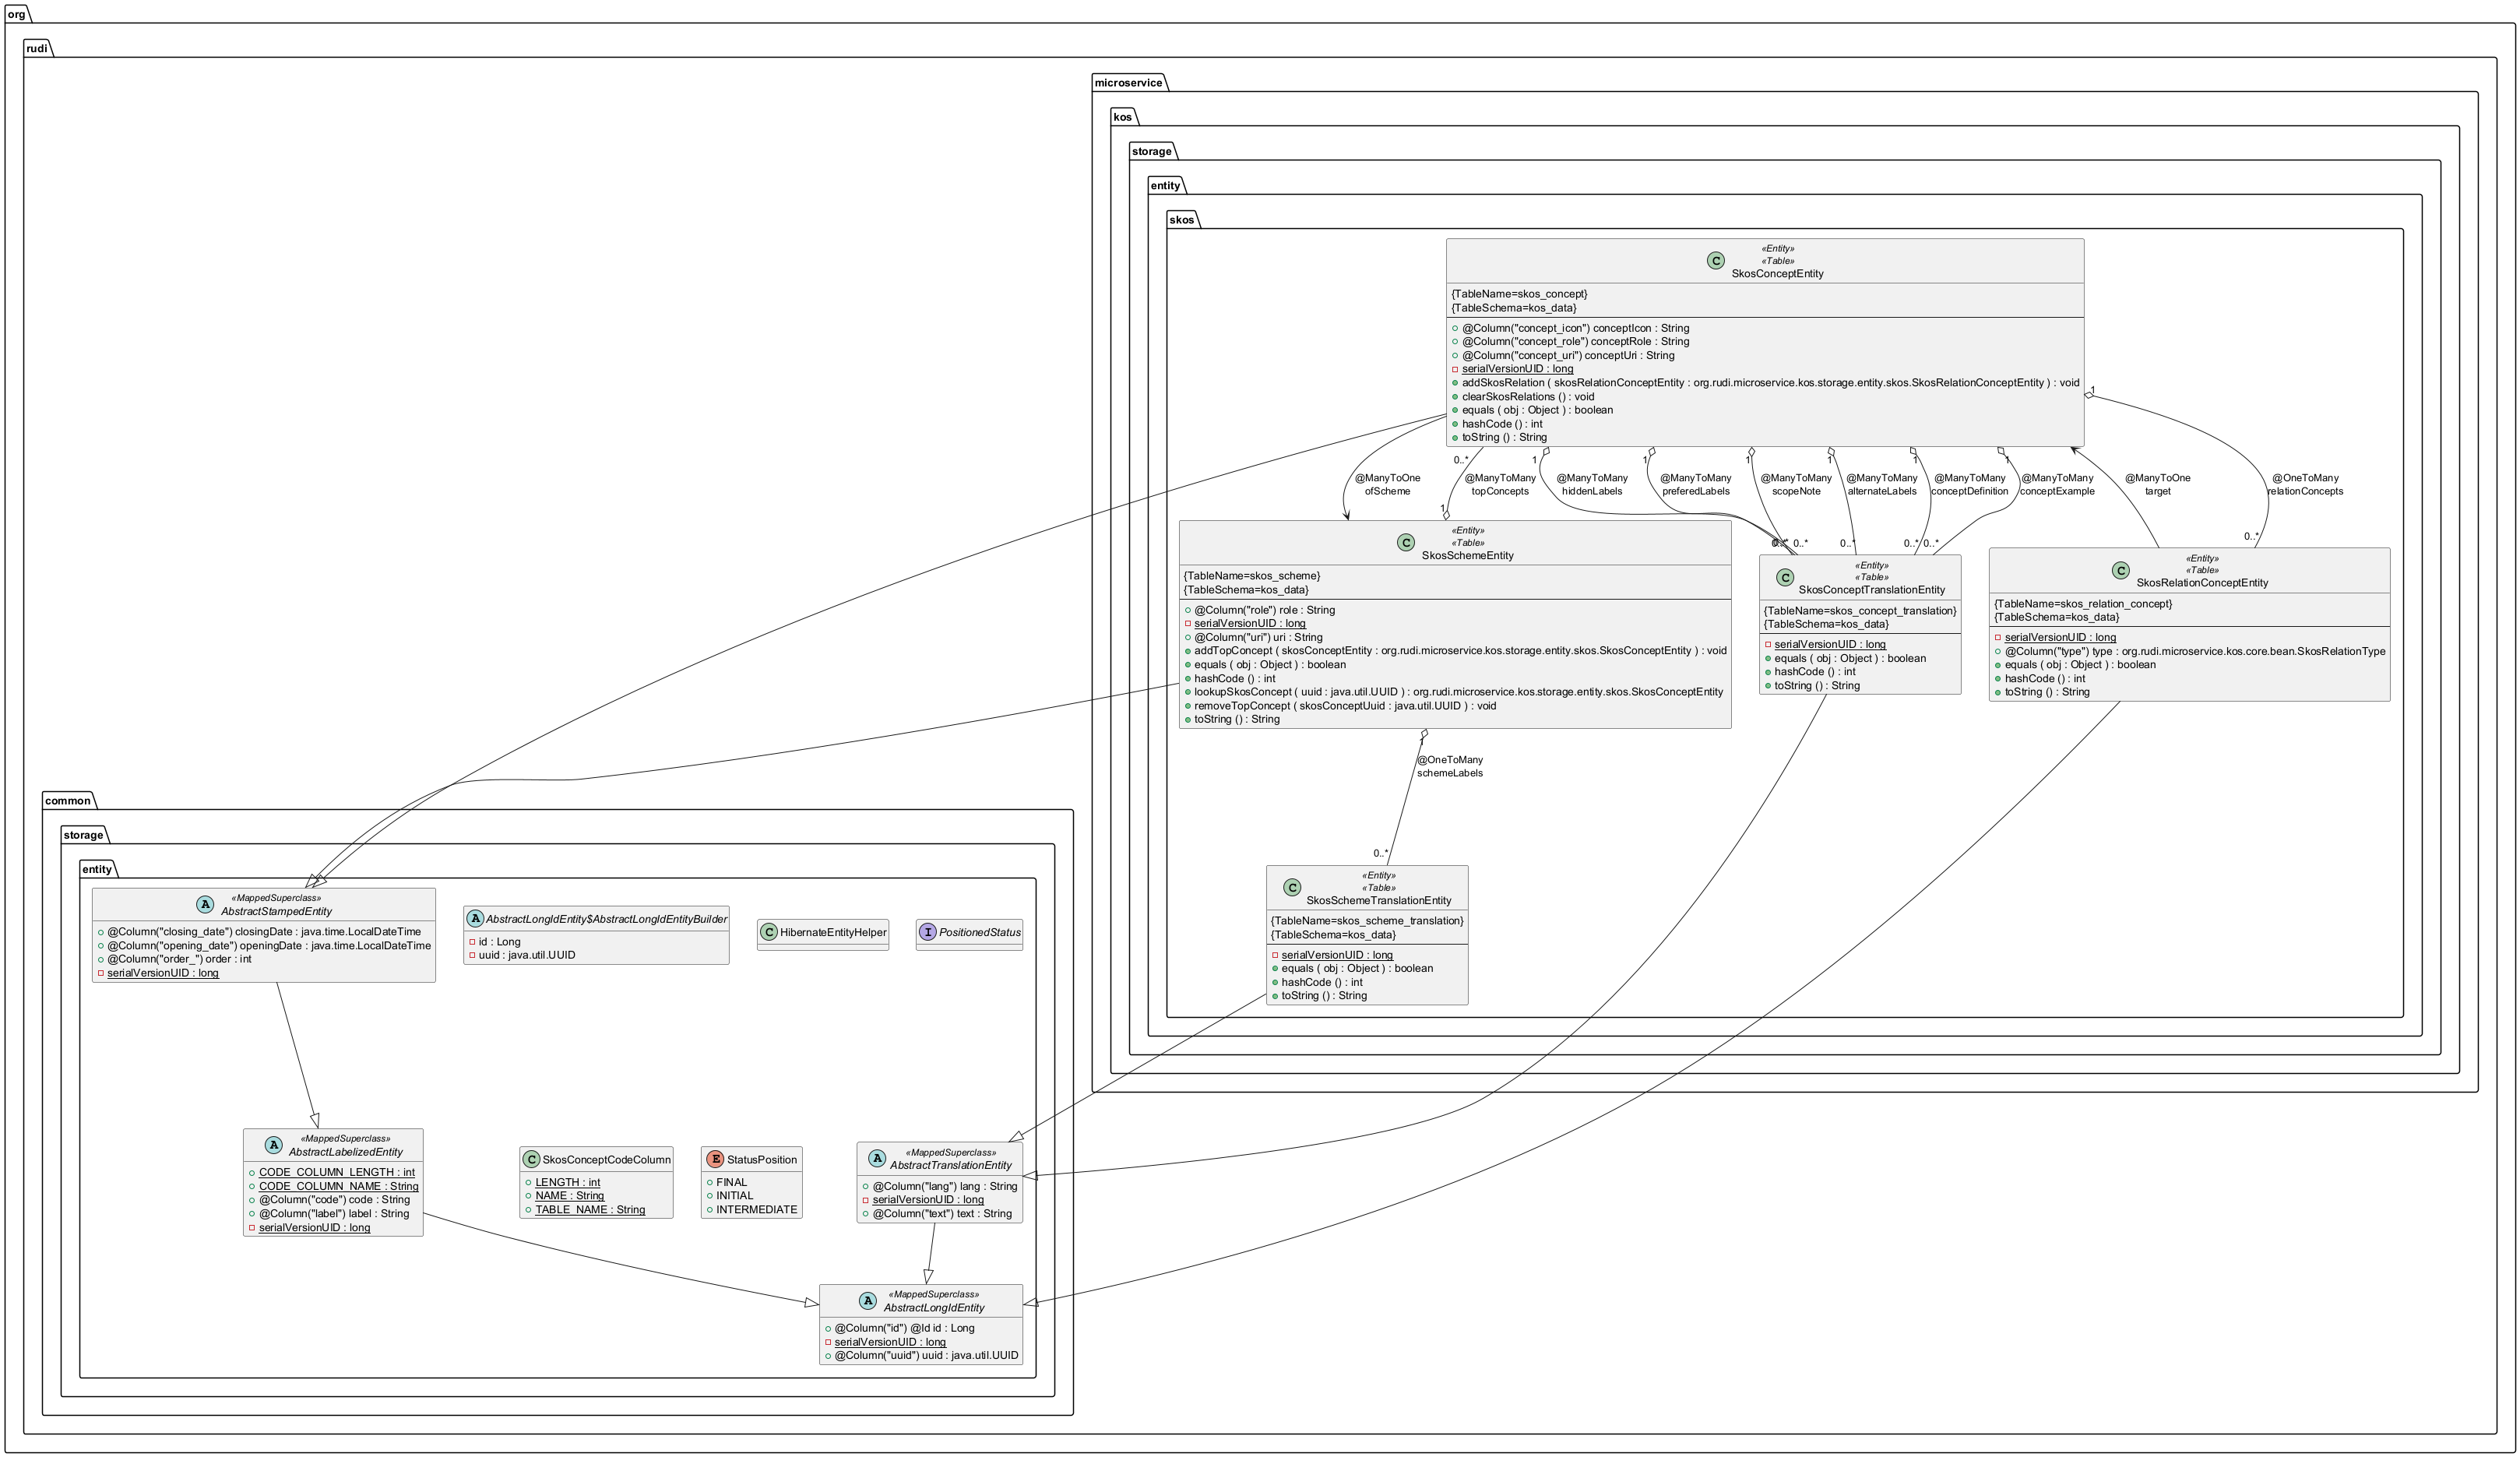 org
rudi
microservice
kos
storage
entity
skos
«Entity»
«Table»
SkosConceptEntity
{TableName=skos_concept}
{TableSchema=kos_data}
@Column("concept_icon") conceptIcon : String
@Column("concept_role") conceptRole : String
@Column("concept_uri") conceptUri : String
serialVersionUID : long
addSkosRelation ( skosRelationConceptEntity : org.rudi.microservice.kos.storage.entity.skos.SkosRelationConceptEntity ) : void
clearSkosRelations () : void
equals ( obj : Object ) : boolean
hashCode () : int
toString () : String
1
0..*
1
1
1
1
1
1
@ManyToOne
ofScheme
@ManyToMany
topConcepts
@ManyToMany
hiddenLabels
@ManyToMany
preferedLabels
@ManyToMany
scopeNote
@ManyToMany
alternateLabels
@ManyToMany
conceptDefinition
@ManyToMany
conceptExample
@ManyToOne
target
@OneToMany
relationConcepts
1
0..*
0..*
0..*
0..*
0..*
0..*
0..*
«Entity»
«Table»
SkosSchemeEntity
{TableName=skos_scheme}
{TableSchema=kos_data}
@Column("role") role : String
serialVersionUID : long
@Column("uri") uri : String
addTopConcept ( skosConceptEntity : org.rudi.microservice.kos.storage.entity.skos.SkosConceptEntity ) : void
equals ( obj : Object ) : boolean
hashCode () : int
lookupSkosConcept ( uuid : java.util.UUID ) : org.rudi.microservice.kos.storage.entity.skos.SkosConceptEntity
removeTopConcept ( skosConceptUuid : java.util.UUID ) : void
toString () : String
«Entity»
«Table»
SkosConceptTranslationEntity
{TableName=skos_concept_translation}
{TableSchema=kos_data}
serialVersionUID : long
equals ( obj : Object ) : boolean
hashCode () : int
toString () : String
«Entity»
«Table»
SkosRelationConceptEntity
{TableName=skos_relation_concept}
{TableSchema=kos_data}
serialVersionUID : long
@Column("type") type : org.rudi.microservice.kos.core.bean.SkosRelationType
equals ( obj : Object ) : boolean
hashCode () : int
toString () : String
1
@OneToMany
schemeLabels
0..*
«Entity»
«Table»
SkosSchemeTranslationEntity
{TableName=skos_scheme_translation}
{TableSchema=kos_data}
serialVersionUID : long
equals ( obj : Object ) : boolean
hashCode () : int
toString () : String
common
storage
entity
«MappedSuperclass»
AbstractStampedEntity
@Column("closing_date") closingDate : java.time.LocalDateTime
@Column("opening_date") openingDate : java.time.LocalDateTime
@Column("order_") order : int
serialVersionUID : long
AbstractLongIdEntity$AbstractLongIdEntityBuilder
id : Long
uuid : java.util.UUID
HibernateEntityHelper
PositionedStatus
«MappedSuperclass»
AbstractLabelizedEntity
CODE_COLUMN_LENGTH : int
CODE_COLUMN_NAME : String
@Column("code") code : String
@Column("label") label : String
serialVersionUID : long
SkosConceptCodeColumn
LENGTH : int
NAME : String
TABLE_NAME : String
StatusPosition
FINAL
INITIAL
INTERMEDIATE
«MappedSuperclass»
AbstractTranslationEntity
@Column("lang") lang : String
serialVersionUID : long
@Column("text") text : String
«MappedSuperclass»
AbstractLongIdEntity
@Column("id") @Id id : Long
serialVersionUID : long
@Column("uuid") uuid : java.util.UUID